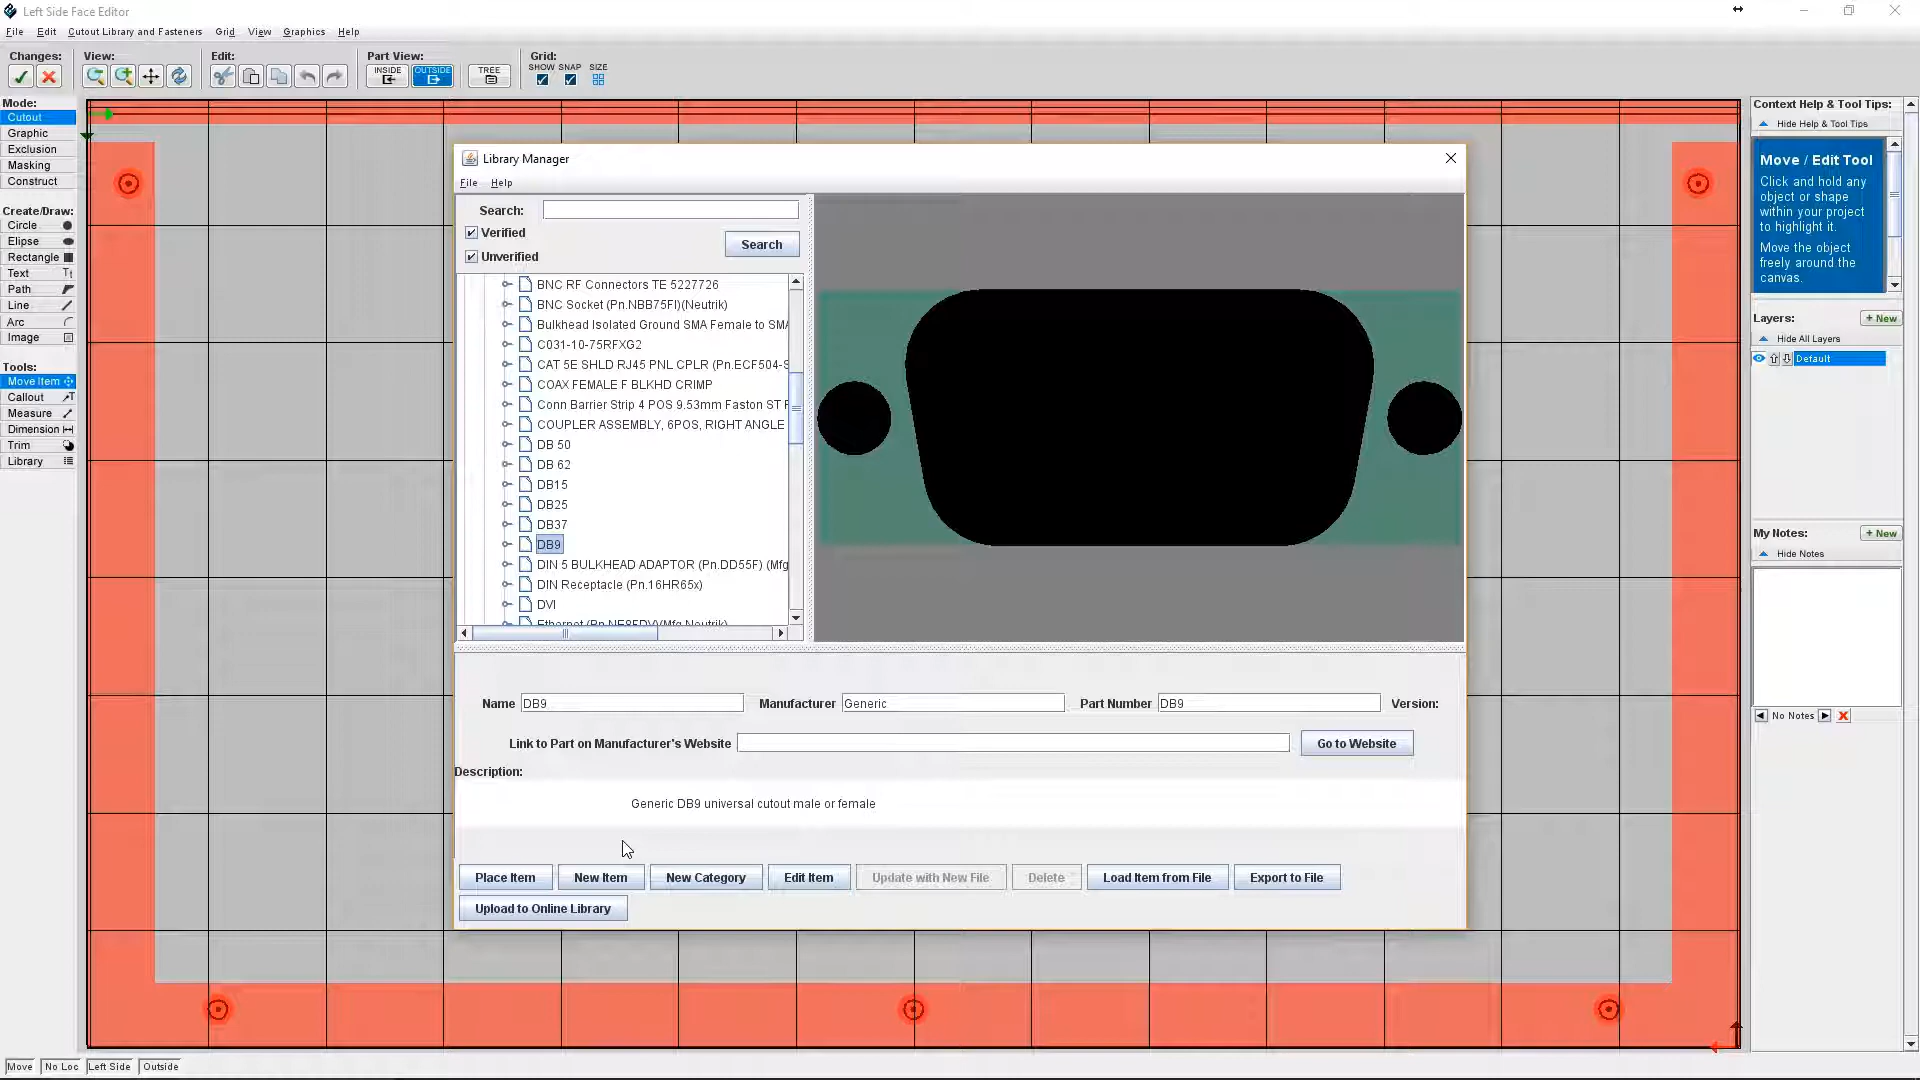 Left Side Face Editor
File Edit Cutout Library and Fasteners Grid View Graphics Help
Changes: View: Edit: Part View: Grid:
INSIDE OUTSIDE TREE SHOW SNAP SIZE
Mode:
Cutout
Graphic
Exclusion
Masking
Construct
Create/Draw:
Circle
Elipse
Rectangle
Text
Path
Line
Arc
Image
Tools:
Move Item
Callout
Measure
Dimension
Trim
Library
Library Manager
File Help
Search:
Verified
Search
Unverified
BNC RF Connectors TE 5227726
BNC Socket (Pn.NBB75FI)(Neutrik)
Bulkhead Isolated Ground SMA Female to SMA
C031-10-75RFXG2
CAT 5E SHLD RJ45 PNL CPLR (Pn.ECF504-S
COAX FEMALE F BLKHD CRIMP
Conn Barrier Strip 4 POS 9.53mm Faston ST
COUPLER ASSEMBLY, 6POS, RIGHT ANGLE
DB 50
DB 62
DB15
DB25
DB37
DB9
DIN 5 BULKHEAD ADAPTOR (Pn.DD55F) (Mfg
DIN Receptacle (Pn.16HR65x)
DVI
Name DB9 Manufacturer Generic Part Number DB9 Version:
Link to Part on Manufacturer's Website Go to Website
Description:
Generic DB9 universal cutout male or female
Place Item New Item New Category Edit Item Update with New File Delete Load Item from File Export to File
Upload to Online Library
Context Help & Tool Tips:
Hide Help & Tool Tips
Move / Edit Tool
Click and hold any
object or shape
within your project
to highlight it.
Move the object
freely around the
canvas.
Layers: + New
Hide All Layers
Default
My Notes: + New
Hide Notes
No Notes
Move No Loc Left Side Outside